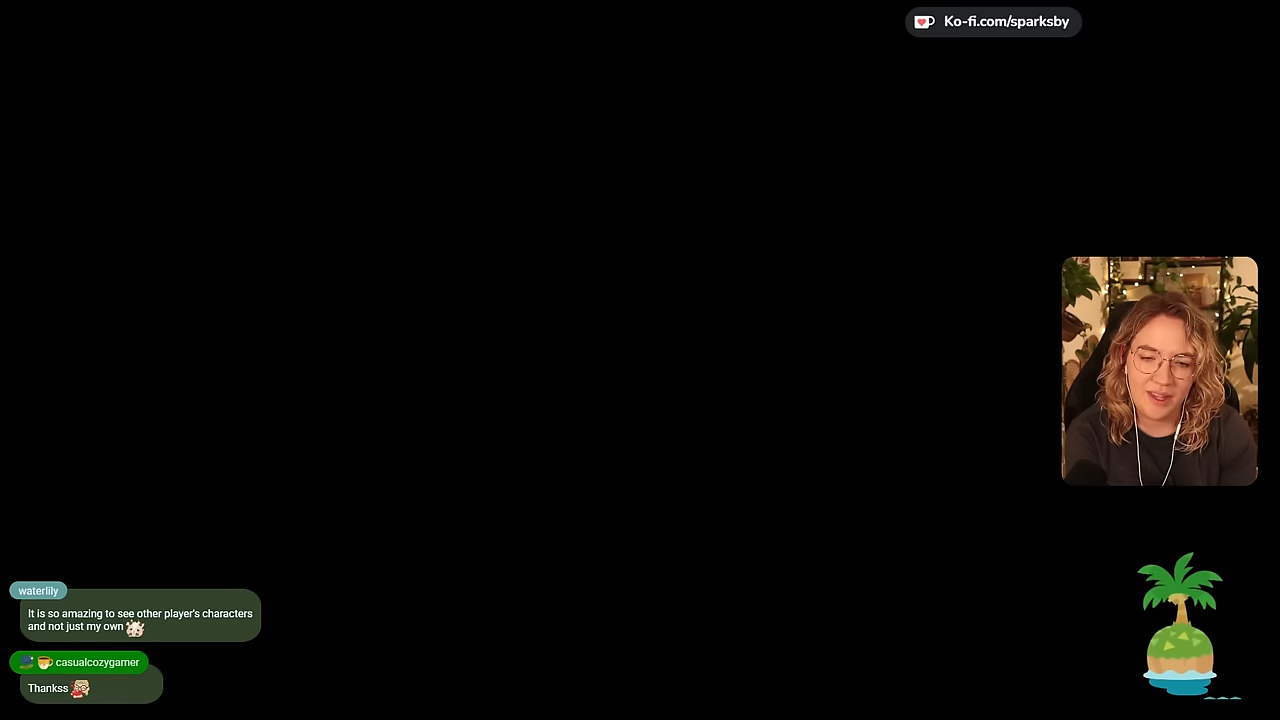 Ko-fi.com/sparksby
waterlily
It is so amazing to see other player's characters
and not just my own
casualcozygamer
Thankss